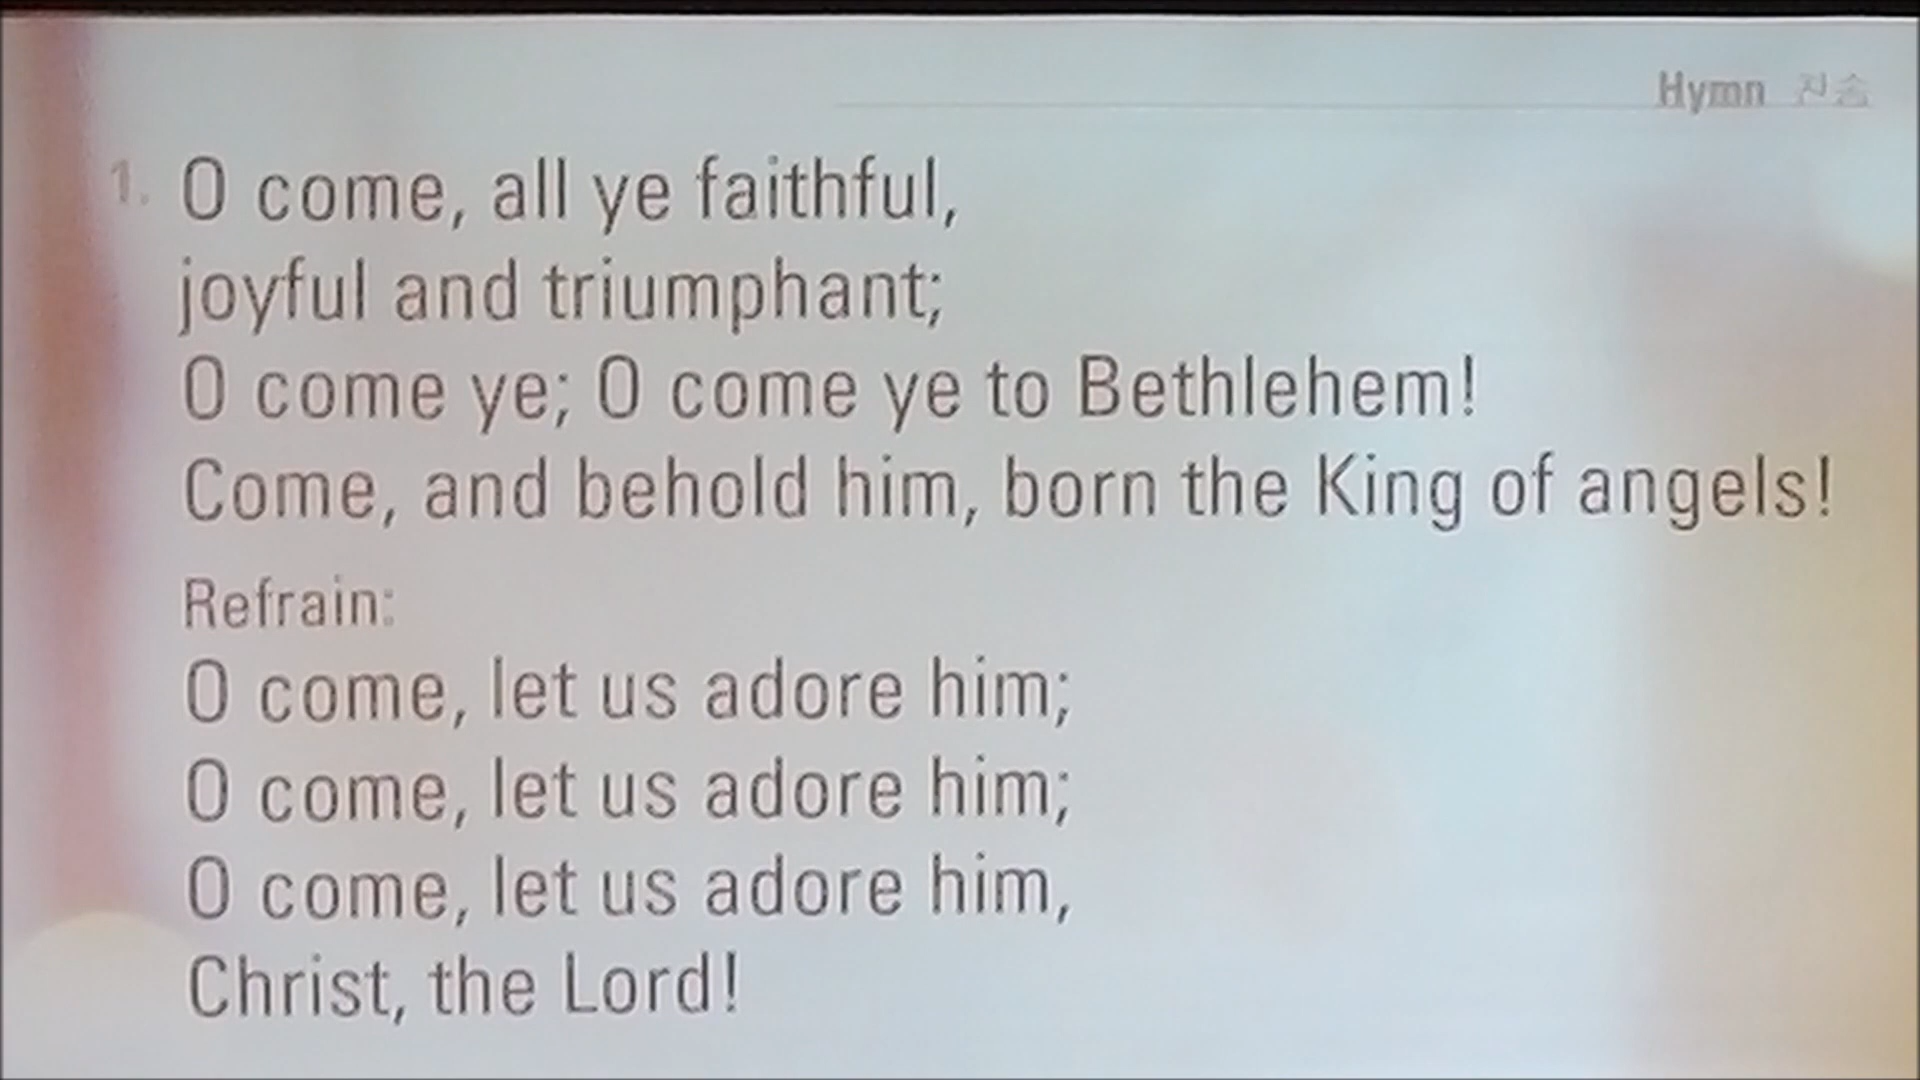 Hymn 찬송
1. O come, all ye faithful,
joyful and triumphant;
O come ye; O come ye to Bethlehem!
Come, and behold him, born the King of angels!
Refrain:
O come, let us adore him;
O come, let us adore him;
O come, let us adore him,
Christ, the Lord!